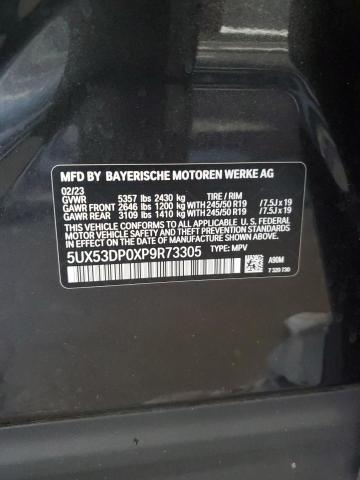 MFD BY BAYERISCHE MOTOREN WERKE AG
02/23
GVWR 5357 lbs 2430 kg TIRE / RIM
GAWR FRONT 2646 lbs 1200 KG WITH 245/50 R19 /7.5J x 19
GAWR REAR 3109 lbs 1410 KG WITH 245/50 R19 /7.5J x 19
THIS VEHICLE CONFORMS TO ALL APPLICABLE U. S. FEDERAL
MOTOR VEHICLE SAFETY AND THEFT PREVENTION STANDARDS
IN EFFECT ON THE DATE OF MANUFACTURE SHOWN ABOVE.
5UX53DP0XP9R73305 TYPE: MPV
A90M
7 329 730